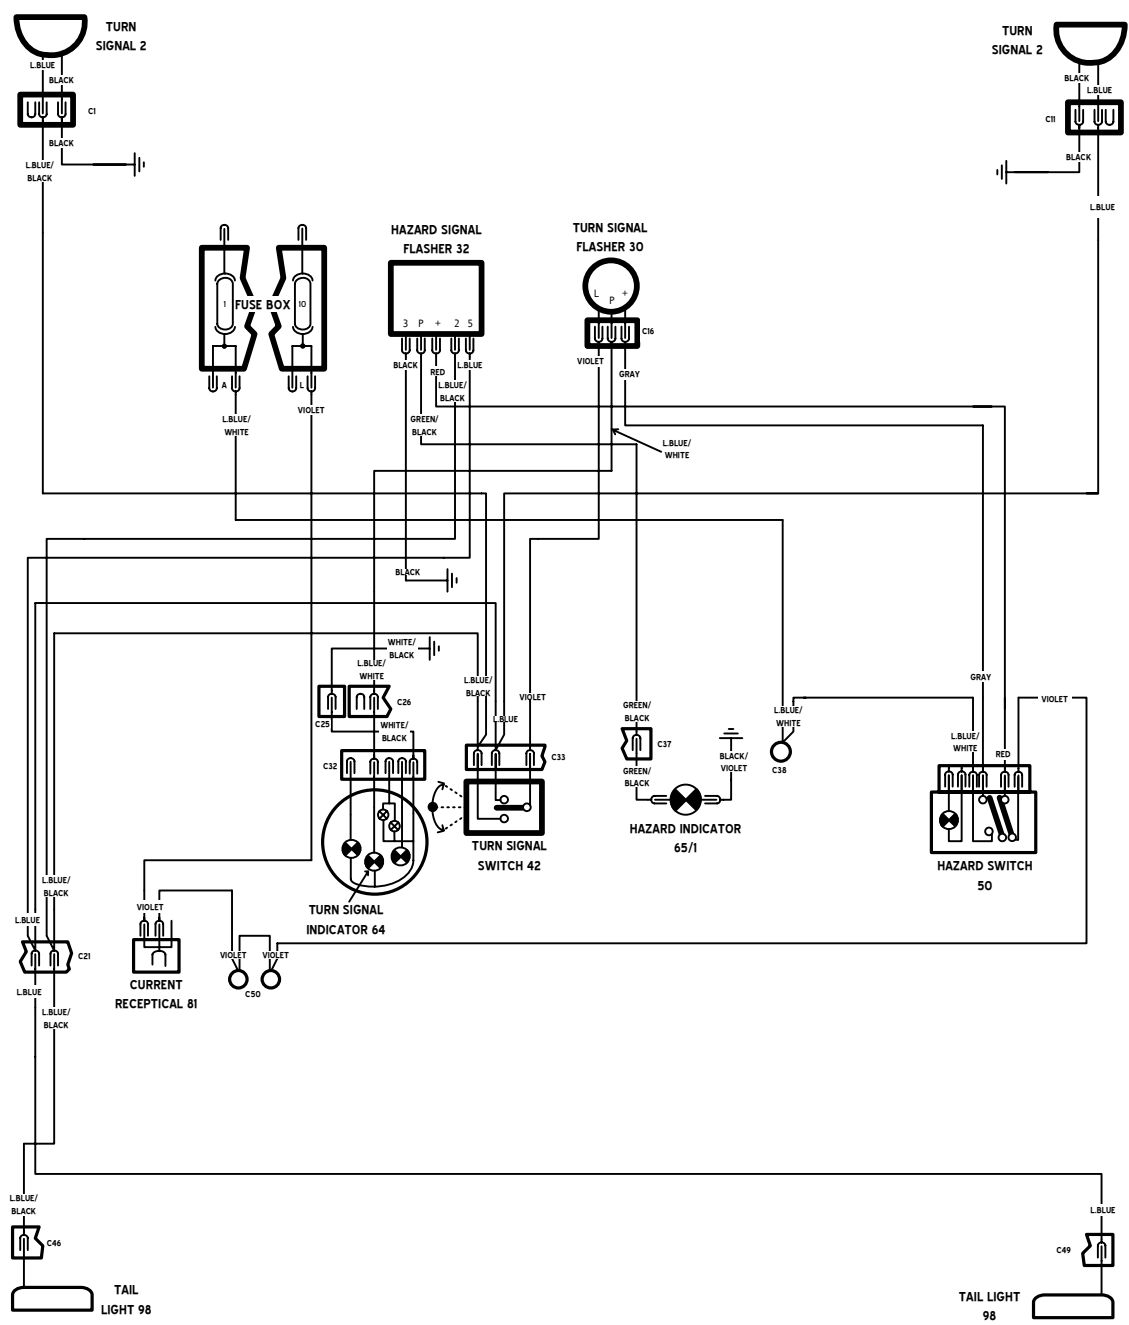 TURN
SIGNAL 2
L.BLUE
BLACK
C1
BLACK
L.BLUE/
BLACK
TURN
SIGNAL 2
BLACK
L.BLUE
C11
BLACK
L.BLUE
HAZARD SIGNAL
FLASHER 32
3 P + 2 5
TURN SIGNAL
FLASHER 30
L P +
C16
1 FUSE BOX 10
A
L
L.BLUE/
WHITE
VIOLET
BLACK
RED
L.BLUE
L.BLUE/
BLACK
GREEN/
BLACK
VIOLET
GRAY
L.BLUE/
WHITE
BLACK
WHITE/
BLACK
L.BLUE/
WHITE
C25
C26
WHITE/
BLACK
C32
L.BLUE/
BLACK
L.BLUE
VIOLET
C33
GREEN/
BLACK
C37
GREEN/
BLACK
BLACK/
VIOLET
L.BLUE/
WHITE
C38
GRAY
VIOLET
L.BLUE/
WHITE
RED
TURN SIGNAL
SWITCH 42
HAZARD INDICATOR
65/1
HAZARD SWITCH
50
TURN SIGNAL
INDICATOR 64
L.BLUE/
BLACK
L.BLUE
C21
L.BLUE
L.BLUE/
BLACK
VIOLET
CURRENT
RECEPTICAL 81
VIOLET
VIOLET
C50
L.BLUE/
BLACK
C46
TAIL
LIGHT 98
L.BLUE
C49
TAIL LIGHT
98